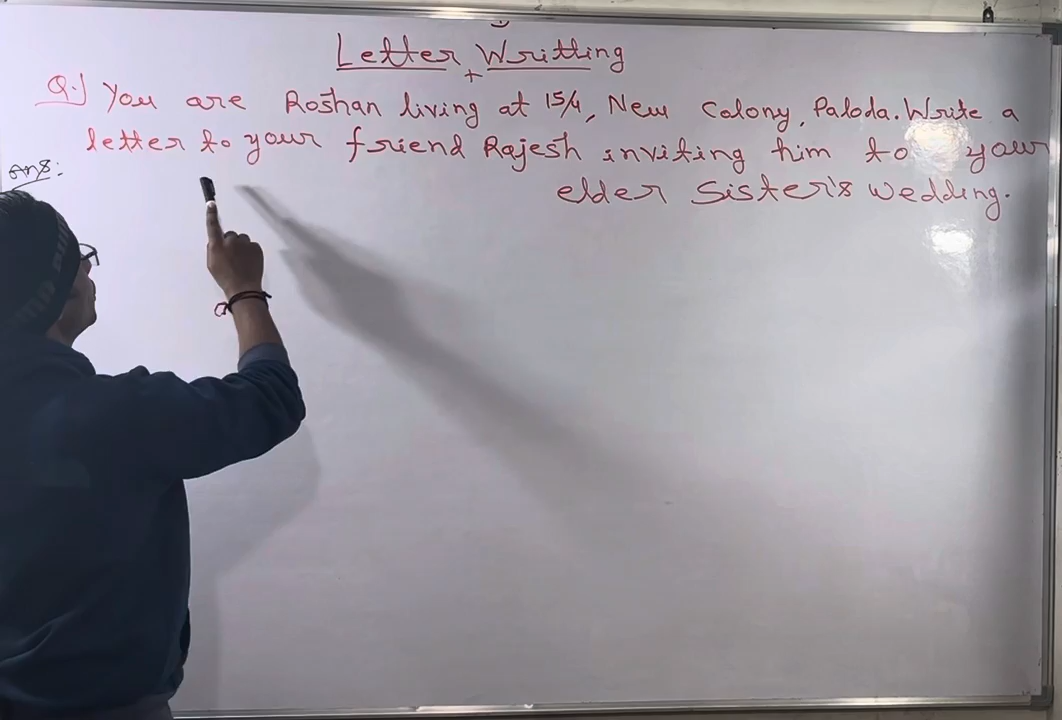 Letter Writting
Q.) You are Roshan living at 15/4, New Colony, Paloda. Write a
letter to your friend Rajesh inviting him to your
elder Sister's wedding.
Ans: